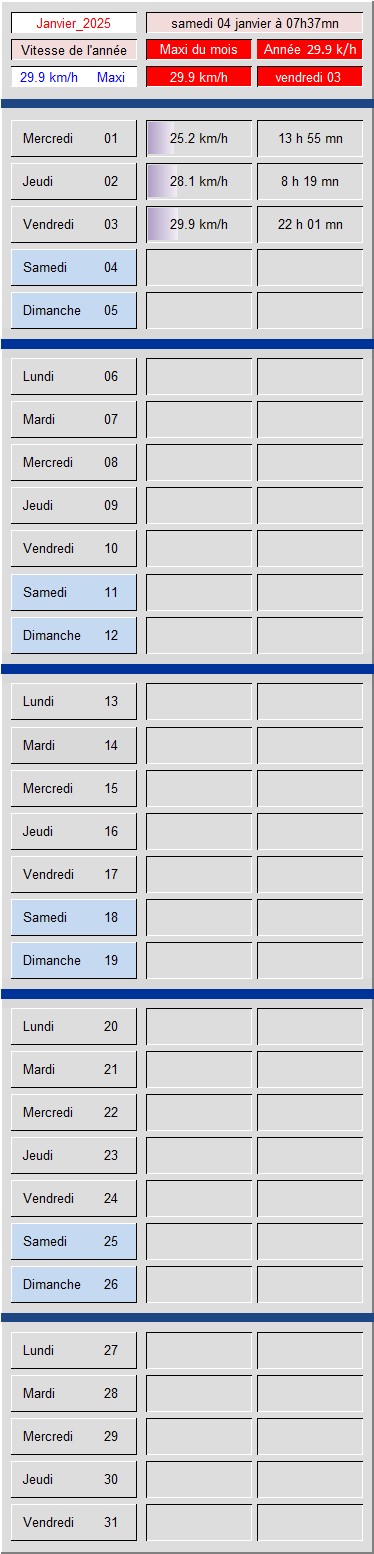 Janvier_2025 samedi 04 janvier à 07h37mn
Vitesse de l'année Maxi du mois Année 29.9 k/h
29.9 km/h Maxi 29.9 km/h vendredi 03
Mercredi 01 25.2 km/h 13 h 55 mn
Jeudi 02 28.1 km/h 8 h 19 mn
Vendredi 03 29.9 km/h 22 h 01 mn
Samedi 04
Dimanche 05
Lundi 06
Mardi 07
Mercredi 08
Jeudi 09
Vendredi 10
Samedi 11
Dimanche 12
Lundi 13
Mardi 14
Mercredi 15
Jeudi 16
Vendredi 17
Samedi 18
Dimanche 19
Lundi 20
Mardi 21
Mercredi 22
Jeudi 23
Vendredi 24
Samedi 25
Dimanche 26
Lundi 27
Mardi 28
Mercredi 29
Jeudi 30
Vendredi 31